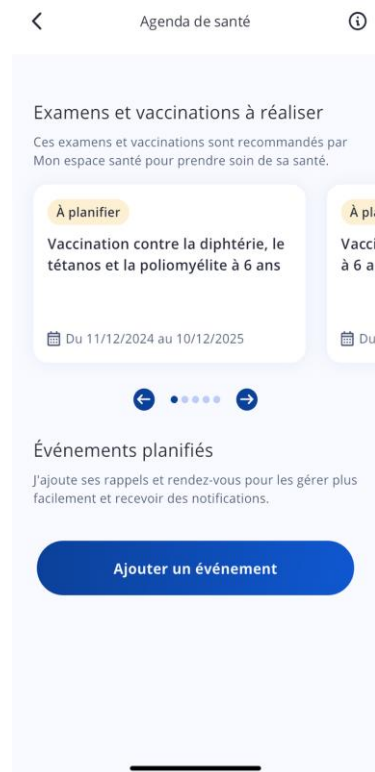 Agenda de santé
Examens et vaccinations à réaliser
Ces examens et vaccinations sont recommandés par
Mon espace santé pour prendre soin de sa santé.
À planifier
Vaccination contre la diphtérie, le
tétanos et la poliomyélite à 6 ans
Du 11/12/2024 au 10/12/2025
à 6
Du
Événements planifiés
J'ajoute ses rappels et rendez-vous pour les gérer plus
facilement et recevoir des notifications.
Ajouter un événement